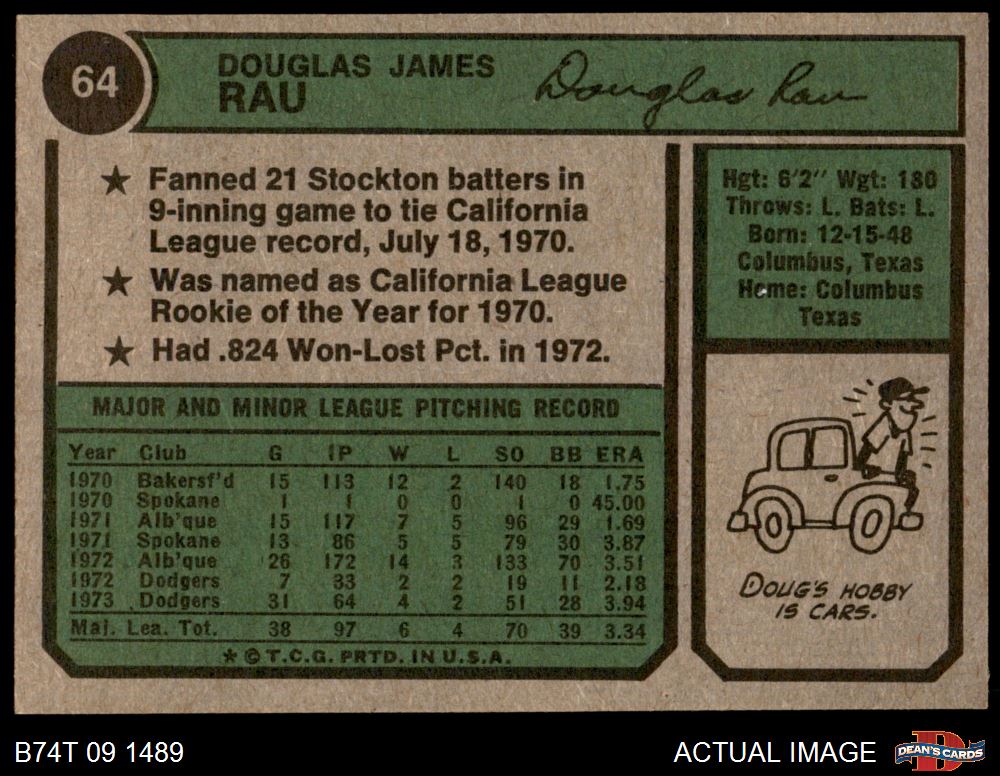 64
DOUGLAS JAMES
RAU
Douglas Rau
★ Fanned 21 Stockton batters in
9-inning game to tie California
League record, July 18, 1970.
★ Was named as California League
Rookie of the Year for 1970.
★ Had .824 Won-Lost Pct. in 1972.
Hgt: 6'2" Wgt: 180
Throws: L. Bats: L.
Born: 12-15-48
Columbus, Texas
Home: Columbus
Texas
MAJOR AND MINOR LEAGUE PITCHING RECORD
Year Club G IP W L SO BB ERA
1970 Bakersf'd 15 113 12 2 140 18 1.75
1970 Spokane 1 1 0 0 1 0 45.00
1971 Alb'que 15 117 7 5 96 29 1.69
1971 Spokane 13 86 5 5 79 30 3.87
1972 Alb'que 26 172 14 3 133 70 3.51
1972 Dodgers 7 33 2 2 19 11 2.18
1973 Dodgers 31 64 4 2 51 28 3.94
Maj. Lea. Tot. 38 97 6 4 70 39 3.34
★ © T.C.G. PRTD. IN U.S.A.
DOUG'S HOBBY
IS CARS.
B74T 09 1489
ACTUAL IMAGE
DEAN'S CARDS